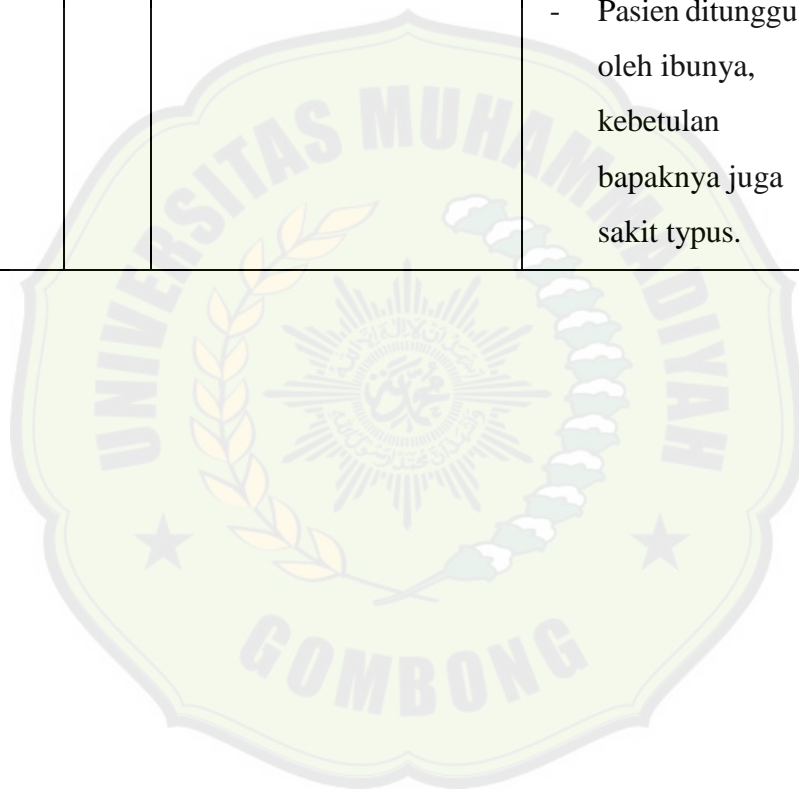 - Pasien ditunggu
oleh ibunya,
kebetulan
bapaknya juga
sakit typus.
UNIVERSITAS MUHAMMADIYAH
GOMBONG